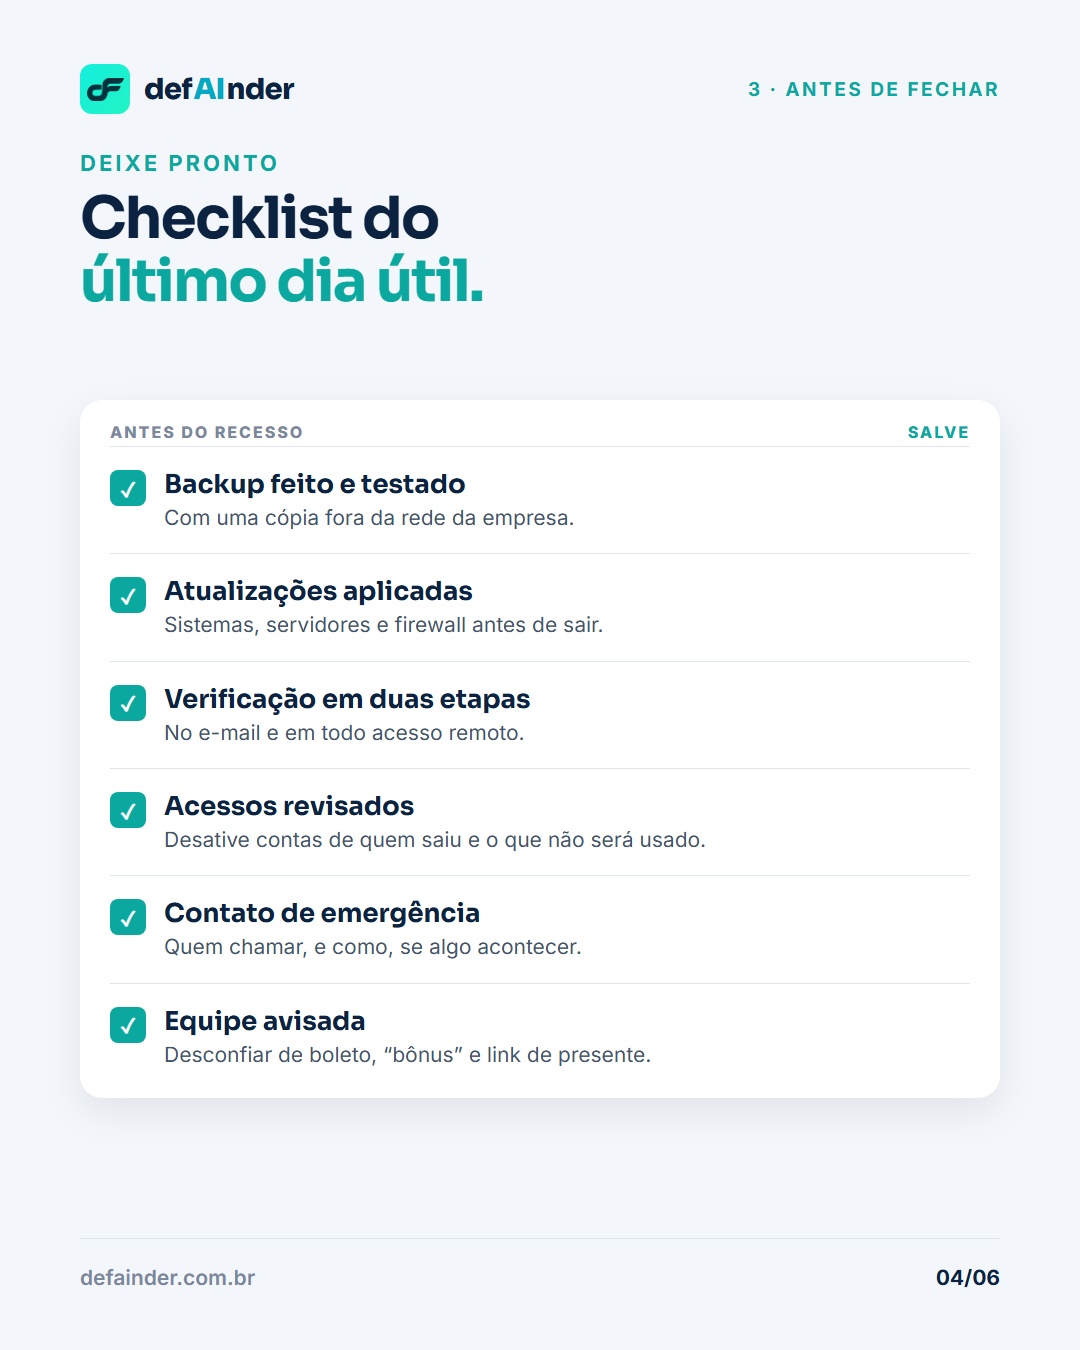 defAInder
3 · ANTES DE FECHAR
DEIXE PRONTO
Checklist do
último dia útil.
ANTES DO RECESSO
SALVE
Backup feito e testado
Com uma cópia fora da rede da empresa.
Atualizações aplicadas
Sistemas, servidores e firewall antes de sair.
Verificação em duas etapas
No e-mail e em todo acesso remoto.
Acessos revisados
Desative contas de quem saiu e o que não será usado.
Contato de emergência
Quem chamar, e como, se algo acontecer.
Equipe avisada
Desconfiar de boleto, “bônus” e link de presente.
defainder.com.br
04/06